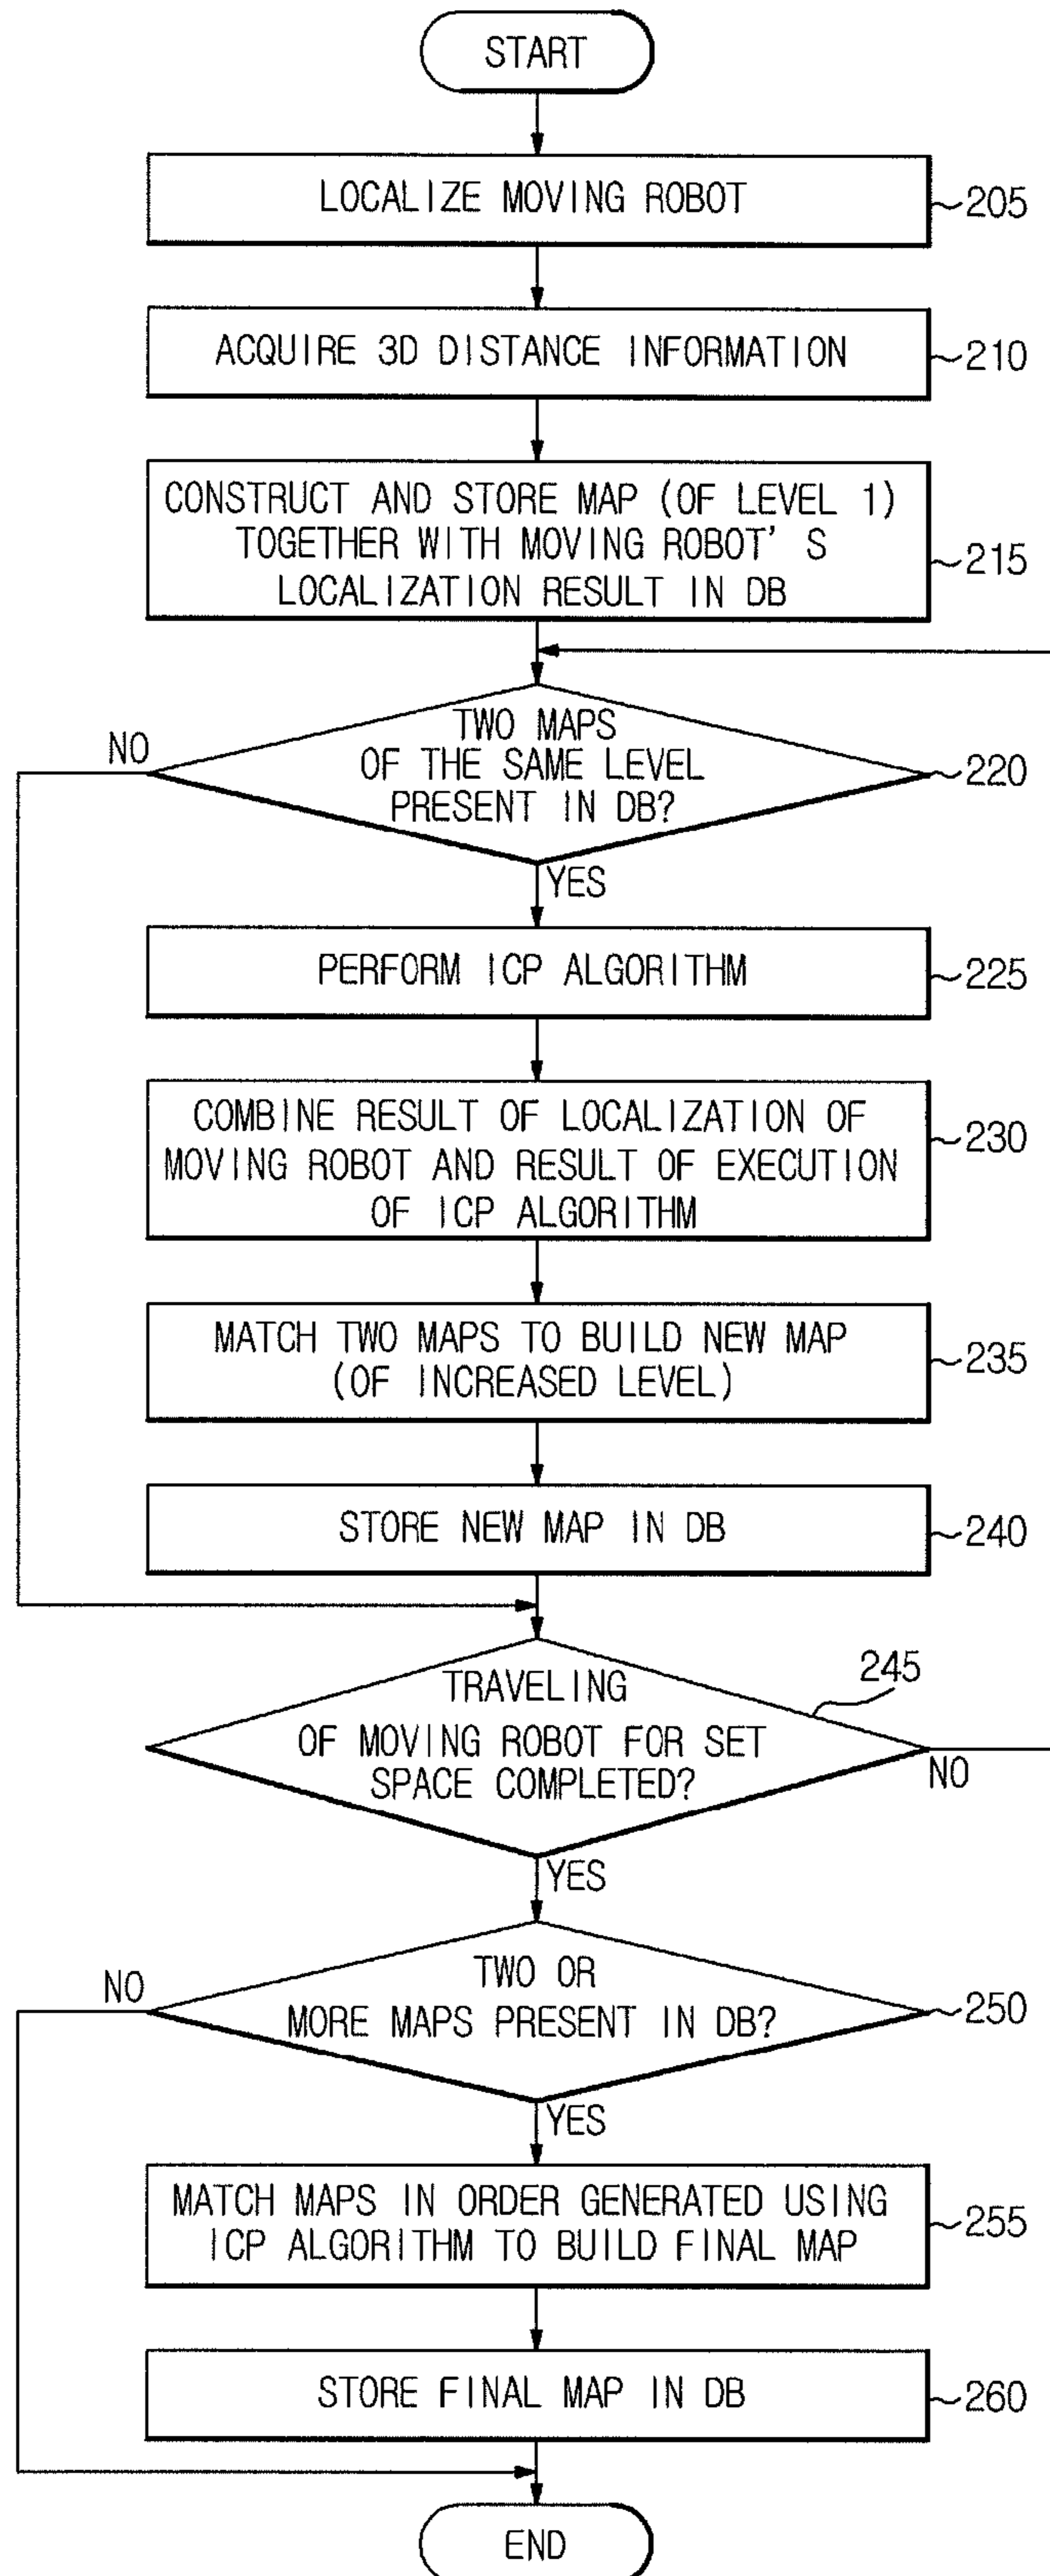 START
LOCALIZE MOVING ROBOT
205
ACQUIRE 3D DISTANCE INFORMATION
210
CONSTRUCT AND STORE MAP (OF LEVEL 1)
TOGETHER WITH MOVING ROBOT' S
LOCALIZATION RESULT IN DB
215
TWO MAPS
OF THE SAME LEVEL
PRESENT IN DB?
NO
220
YES
PERFORM ICP ALGORITHM
225
COMBINE RESULT OF LOCALIZATION OF
MOVING ROBOT AND RESULT OF EXECUTION
OF ICP ALGORITHM
230
MATCH TWO MAPS TO BUILD NEW MAP
(OF INCREASED LEVEL)
235
STORE NEW MAP IN DB
240
TRAVELING
OF MOVING ROBOT FOR SET
SPACE COMPLETED?
245
NO
YES
TWO OR
MORE MAPS PRESENT IN DB?
NO
250
YES
MATCH MAPS IN ORDER GENERATED USING
ICP ALGORITHM TO BUILD FINAL MAP
255
STORE FINAL MAP IN DB
260
END